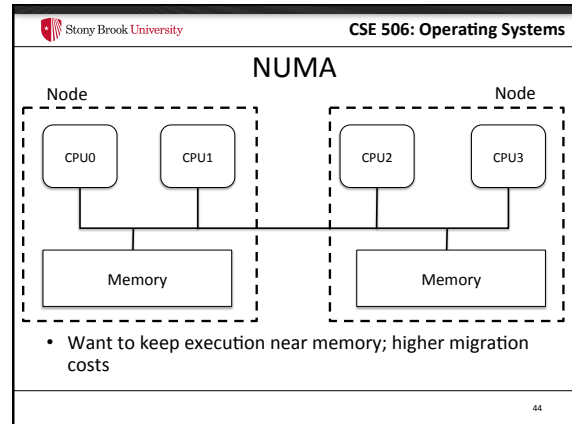 Stony Brook University
CSE 506: Operating Systems
NUMA
Node
Node
CPU0
CPU1
CPU2
CPU3
Memory
Memory
• Want to keep execution near memory; higher migration
costs
44